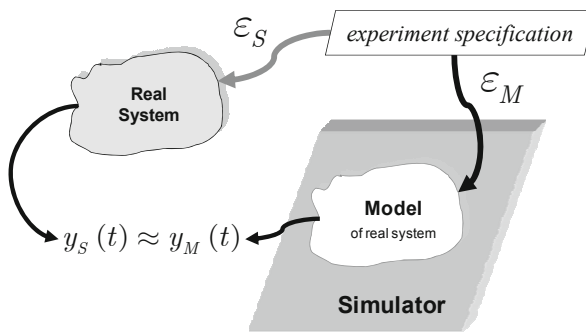 ε_S
experiment specification
Real
System
ε_M
Model
of real system
y_S (t) ≈ y_M (t)
Simulator